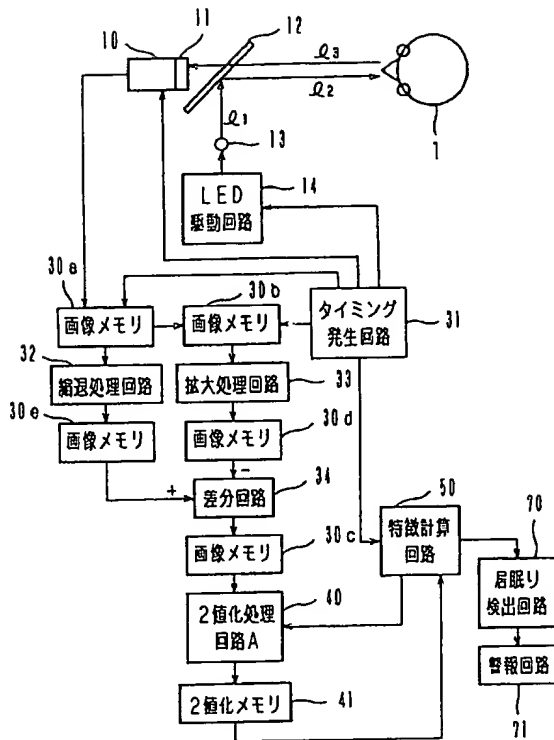 10
11
12
ℓ3
ℓ2
ℓ1
1
13
14
LED
駆動回路
30a
30b
画像メモリ
画像メモリ
タイミング
発生回路
31
32
縮退処理回路
拡大処理回路
33
30e
画像メモリ
画像メモリ
30d
+
-
差分回路
34
50
特徴計算
回路
画像メモリ
30c
70
居眠り
検出回路
2値化処理
回路A
40
警報回路
71
2値化メモリ
41